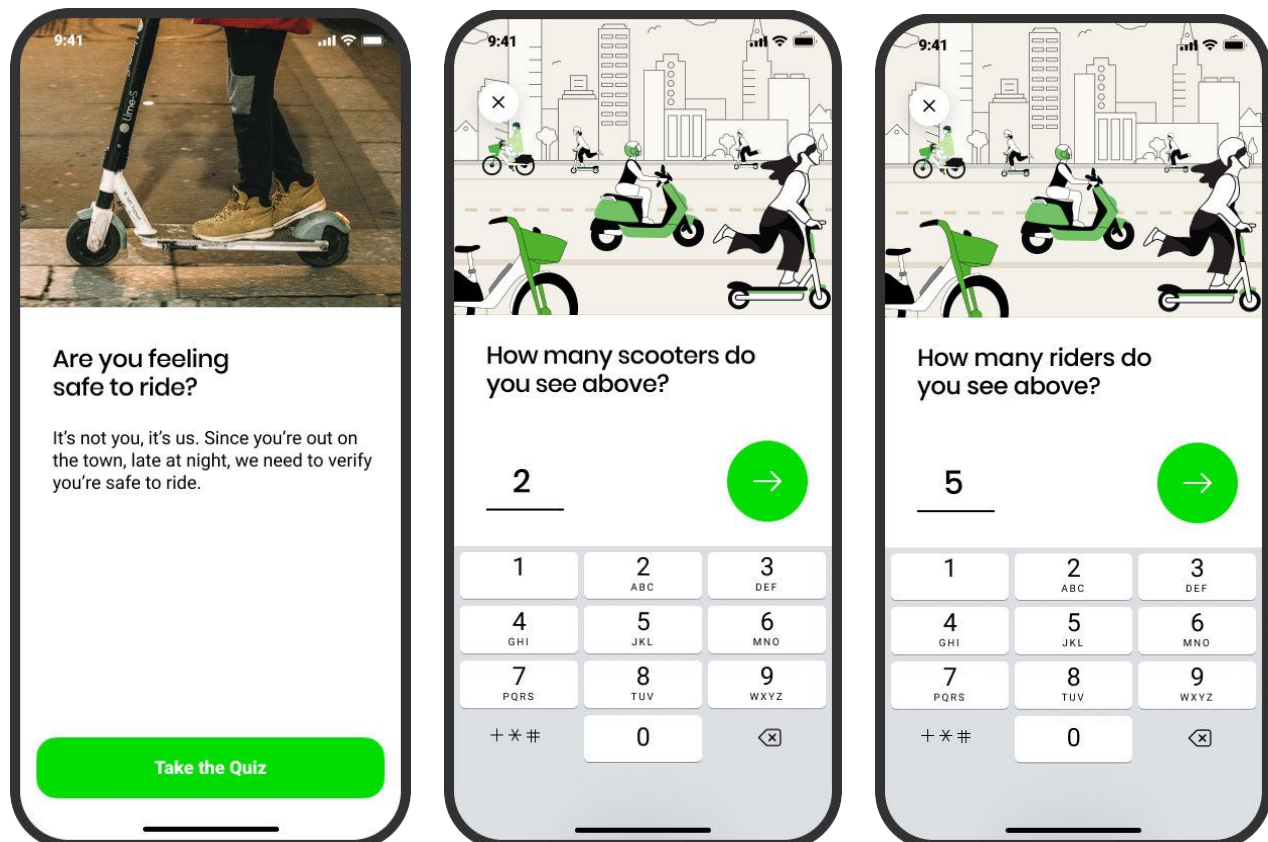 9:41
Lime-S
Are you feeling
safe to ride?
It's not you, it's us. Since you're out on
the town, late at night, we need to verify
you're safe to ride.
Take the Quiz
9:41
How many scooters do
you see above?
2
1
2
ABC
3
DEF
4
GHI
5
JKL
6
MNO
7
PQRS
8
TUV
9
WXYZ
+*#
0
9:41
How many riders do
you see above?
5
1
2
ABC
3
DEF
4
GHI
5
JKL
6
MNO
7
PQRS
8
TUV
9
WXYZ
+*#
0